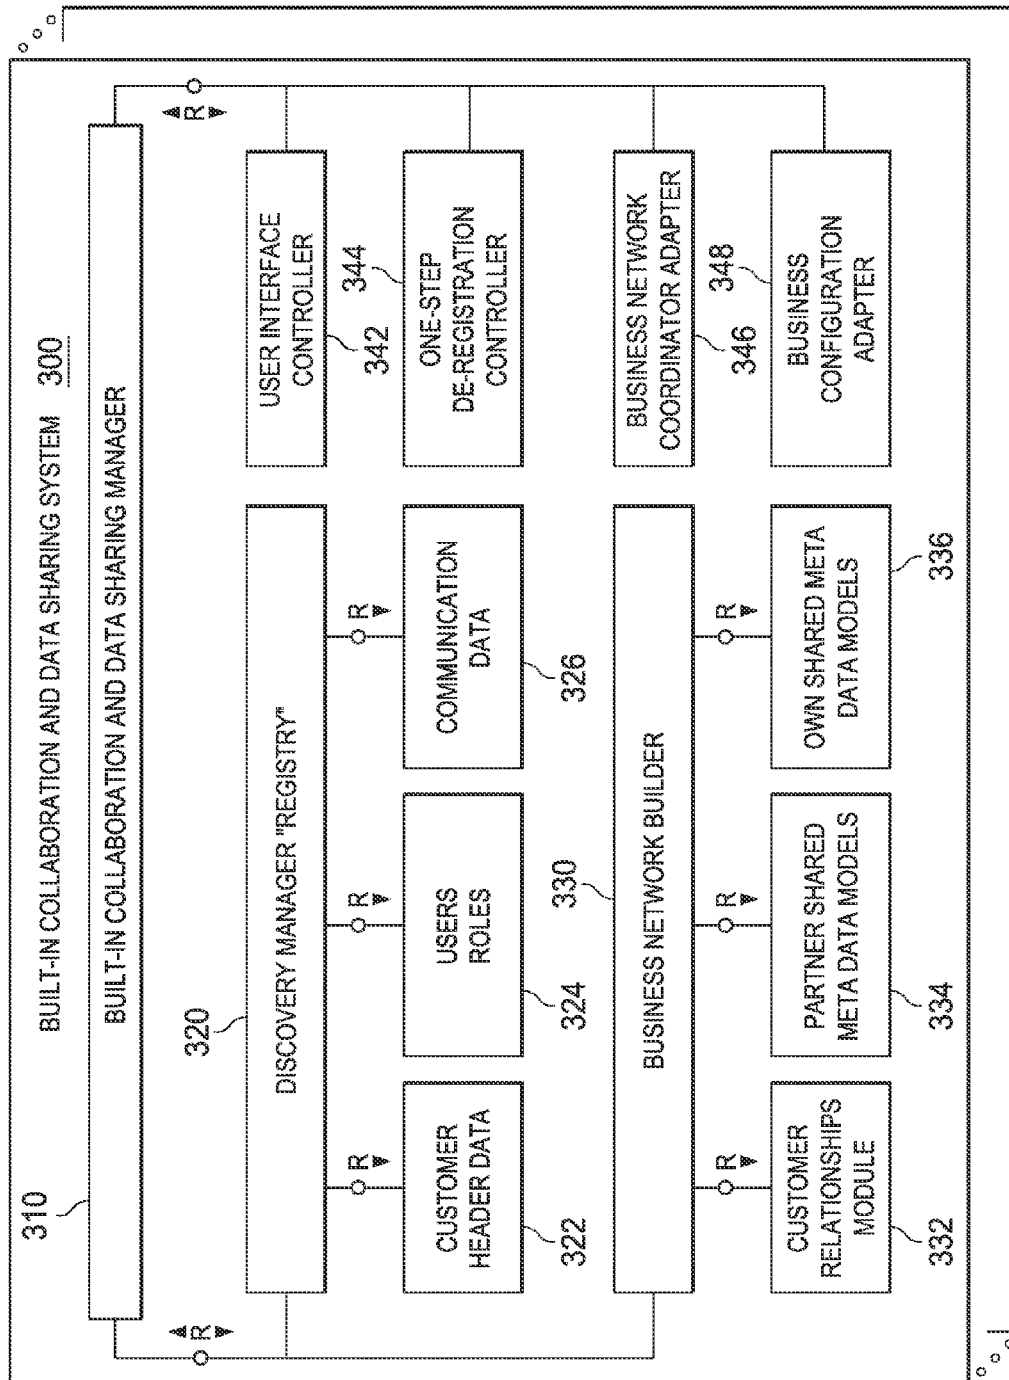 BUILT-IN COLLABORATION AND DATA SHARING SYSTEM 300
310
BUILT-IN COLLABORATION AND DATA SHARING MANAGER
R
R
320
DISCOVERY MANAGER "REGISTRY"
USER INTERFACE
CONTROLLER
342
R
R
R
344
CUSTOMER
HEADER DATA
322
USERS
ROLES
324
COMMUNICATION
DATA
326
ONE-STEP
DE-REGISTRATION
CONTROLLER
330
BUSINESS NETWORK BUILDER
BUSINESS NETWORK
COORDINATOR ADAPTER
346
R
R
R
348
CUSTOMER
RELATIONSHIPS
MODULE
332
PARTNER SHARED
META DATA MODELS
334
OWN SHARED META
DATA MODELS
336
BUSINESS
CONFIGURATION
ADAPTER